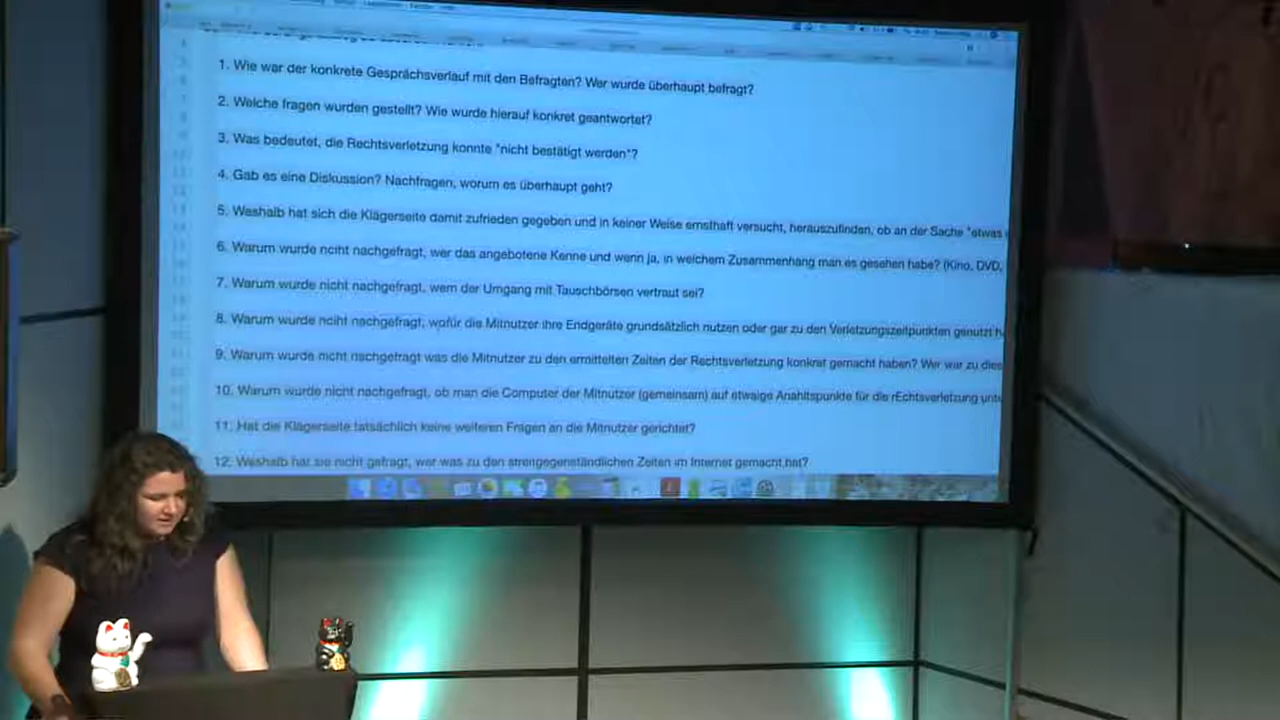 1. Wie war der konkrete Gesprächsverlauf mit den Befragten? Wer wurde überhaupt befragt?
2. Welche fragen wurden gestellt? Wie wurde hierauf konkret geantwortet?
3. Was bedeutet, die Rechtsverletzung konnte "nicht bestätigt werden"?
4. Gab es eine Diskussion? Nachfragen, worum es überhaupt geht?
5. Weshalb hat sich die Klägerseite damit zufrieden gegeben und in keiner Weise ernsthaft versucht, herauszufinden, ob an der Sache "etwas
6. Warum wurde nciht nachgefragt, wer das angebotene Kenne und wenn ja, in welchem Zusammenhang man es gesehen habe? (Kino, DVD,
7. Warum wurde nicht nachgefragt, wem der Umgang mit Tauschbörsen vertraut sei?
8. Warum wurde nciht nachgefragt, wofür die Mitnutzer ihre Endgeräte grundsätzlich nutzen oder gar zu den Verletzungszeitpunkten genutzt
9. Warum wurde nicht nachgefragt was die Mitnutzer zu den ermittelten Zeiten der Rechtsverletzung konkret gemacht haben? Wer war zu
10. Warum wurde nicht nachgefragt, ob man die Computer der Mitnutzer (gemeinsam) auf etwaige Anahltspunkte für die rEchtsverletzung
11. Hat die Klägerseite tatsächlich keine weiteren Fragen an die Mitnutzer gerichtet?
12. Weshalb hat sie nicht gefragt, wer was zu den streitgegenständlichen Zeiten im Internet gemacht hat?